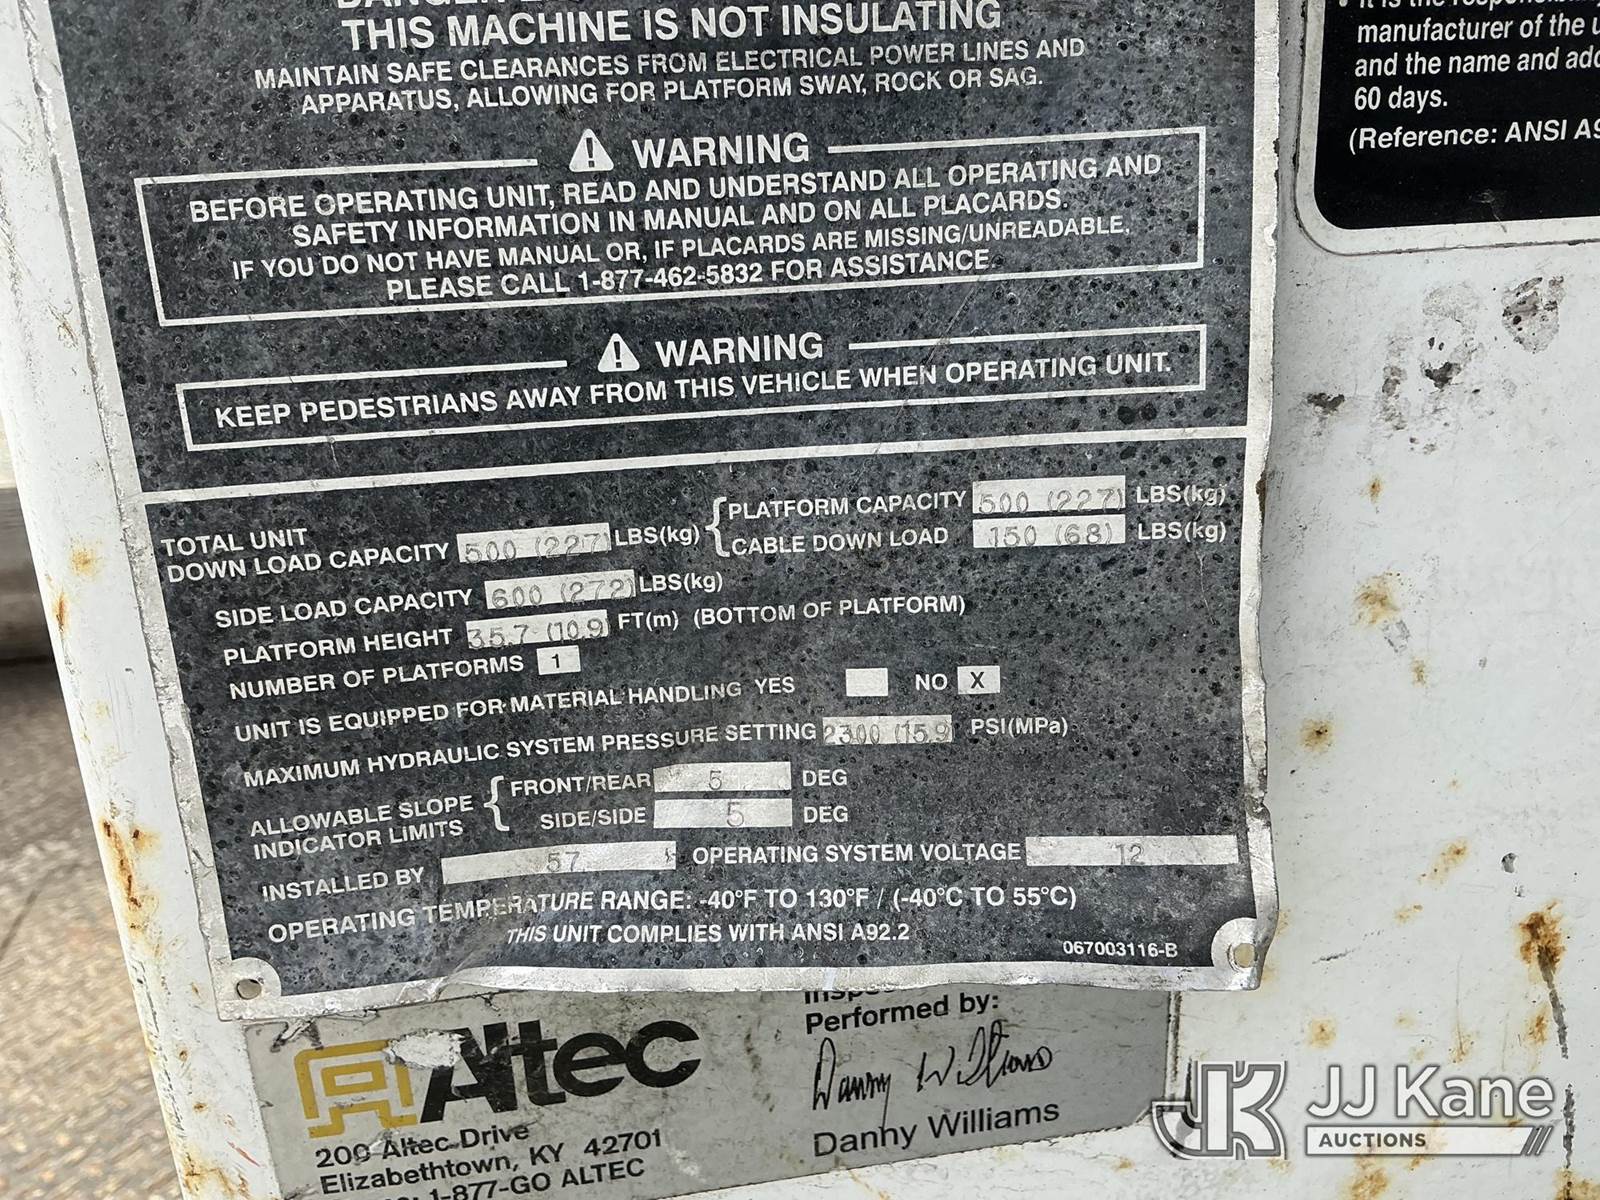 THIS MACHINE IS NOT INSULATING
MAINTAIN SAFE CLEARANCES FROM ELECTRICAL POWER LINES AND
APPARATUS, ALLOWING FOR PLATFORM SWAY, ROCK OR SAG.
WARNING
BEFORE OPERATING UNIT, READ AND UNDERSTAND ALL OPERATING AND
SAFETY INFORMATION IN MANUAL AND ON ALL PLACARDS.
IF YOU DO NOT HAVE MANUAL OR, IF PLACARDS ARE MISSING/UNREADABLE,
PLEASE CALL 1-877-462-5832 FOR ASSISTANCE.
WARNING
KEEP PEDESTRIANS AWAY FROM THIS VEHICLE WHEN OPERATING UNIT.
TOTAL UNIT
DOWN LOAD CAPACITY 500 (227) LBS(kg)
PLATFORM CAPACITY 500 (227) LBS(kg)
CABLE DOWN LOAD 150 (68) LBS(kg)
SIDE LOAD CAPACITY 600 (272) LBS(kg)
PLATFORM HEIGHT 35.7 (10.9) FT(m) (BOTTOM OF PLATFORM)
NUMBER OF PLATFORMS 1
UNIT IS EQUIPPED FOR MATERIAL HANDLING YES NO X
MAXIMUM HYDRAULIC SYSTEM PRESSURE SETTING 2300 (15.9) PSI(MPa)
ALLOWABLE SLOPE
INDICATOR LIMITS
FRONT/REAR 5 DEG
SIDE/SIDE 5 DEG
INSTALLED BY 57 OPERATING SYSTEM VOLTAGE 12
OPERATING TEMPERATURE RANGE: -40°F TO 130°F / (-40°C TO 55°C)
THIS UNIT COMPLIES WITH ANSI A92.2
067003116-B
Altec
200 Altec Drive
Elizabethtown, KY 42701
1-877-GO ALTEC
Performed by:
Danny Williams
Danny Williams
manufacturer of the
and the name and
60 days.
(Reference: ANSI
JJ Kane
AUCTIONS